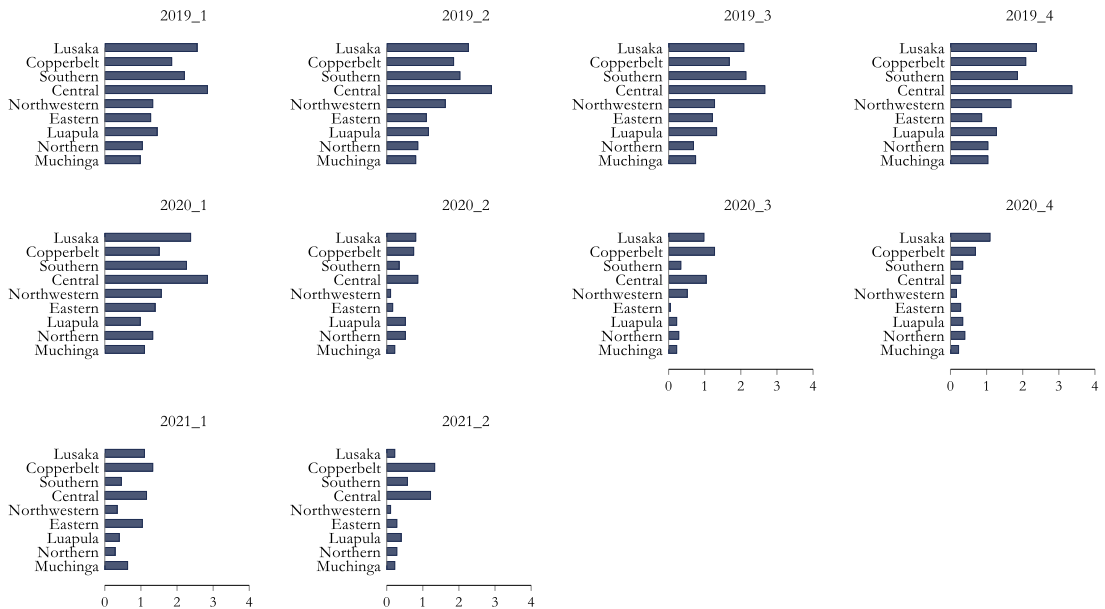 2019_1
Lusaka
Copperbelt
Southern
Central
Northwestern
Eastern
Luapula
Northern
Muchinga
2019_2
Lusaka
Copperbelt
Southern
Central
Northwestern
Eastern
Luapula
Northern
Muchinga
2019_3
Lusaka
Copperbelt
Southern
Central
Northwestern
Eastern
Luapula
Northern
Muchinga
2019_4
Lusaka
Copperbelt
Southern
Central
Northwestern
Eastern
Luapula
Northern
Muchinga
2020_1
Lusaka
Copperbelt
Southern
Central
Northwestern
Eastern
Luapula
Northern
Muchinga
2020_2
Lusaka
Copperbelt
Southern
Central
Northwestern
Eastern
Luapula
Northern
Muchinga
2020_3
Lusaka
Copperbelt
Southern
Central
Northwestern
Eastern
Luapula
Northern
Muchinga
0 1 2 3 4
2020_4
Lusaka
Copperbelt
Southern
Central
Northwestern
Eastern
Luapula
Northern
Muchinga
0 1 2 3 4
2021_1
Lusaka
Copperbelt
Southern
Central
Northwestern
Eastern
Luapula
Northern
Muchinga
0 1 2 3 4
2021_2
Lusaka
Copperbelt
Southern
Central
Northwestern
Eastern
Luapula
Northern
Muchinga
0 1 2 3 4